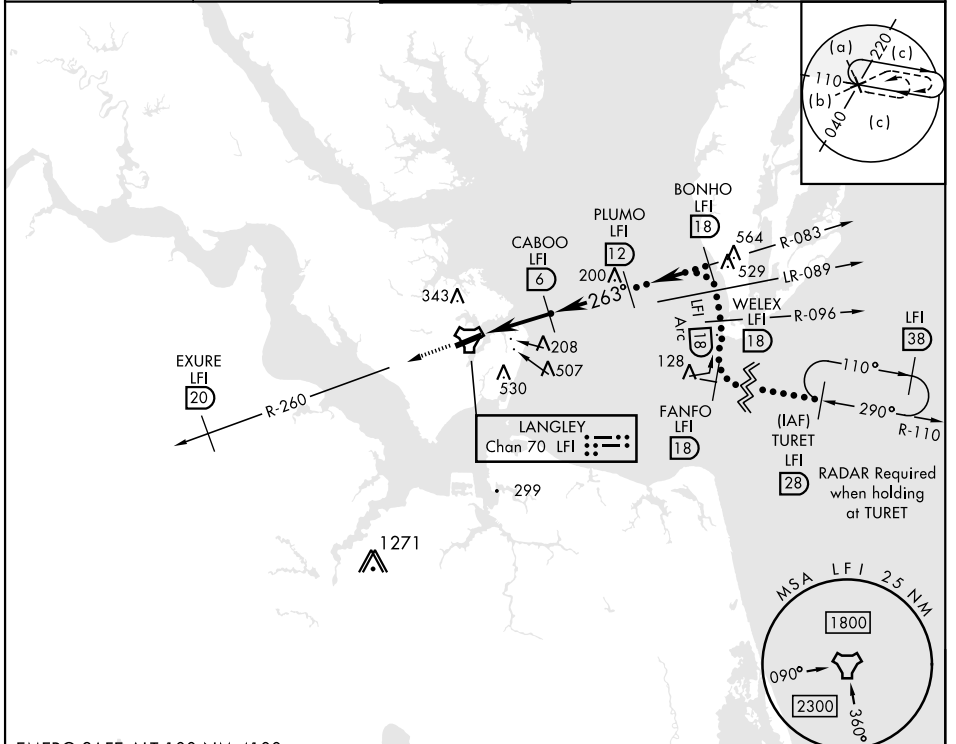 (a)
220
(c)
110
(b)
040
(c)
BONHO
LFI
18
564
R-083
529
LR-089
PLUMO
LFI
12
200
CABOO
LFI
6
263°
343
WELEX
LFI
18
R-096
LFI
Arc
18
LFI
38
208
507
530
128
110°
290°
R-110
EXURE
LFI
20
R-260
FANFO
LFI
18
(IAF)
TURET
LFI
28
RADAR Required
when holding
at TURET
LANGLEY
Chan 70 LFI
299
1271
MSA LFI 25 NM
1800
090°
2300
360°